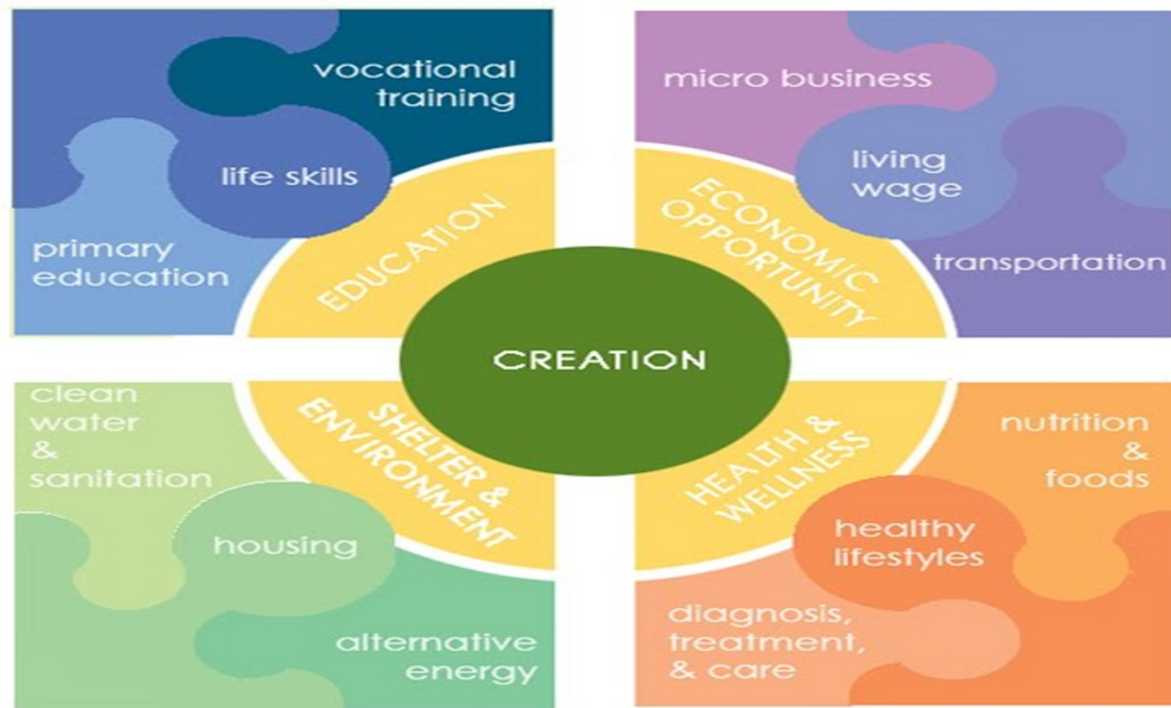 vocational
training
life skills
primary
education
EDUCATION
micro business
living
wage
transportation
ECONOMIC
OPPORTUNITY
CREATION
clean
water
&
sanitation
housing
alternative
energy
SHELTER &
ENVIRONMENT
HEALTH &
WELLNESS
nutrition
&
foods
healthy
lifestyles
diagnosis,
treatment,
& care